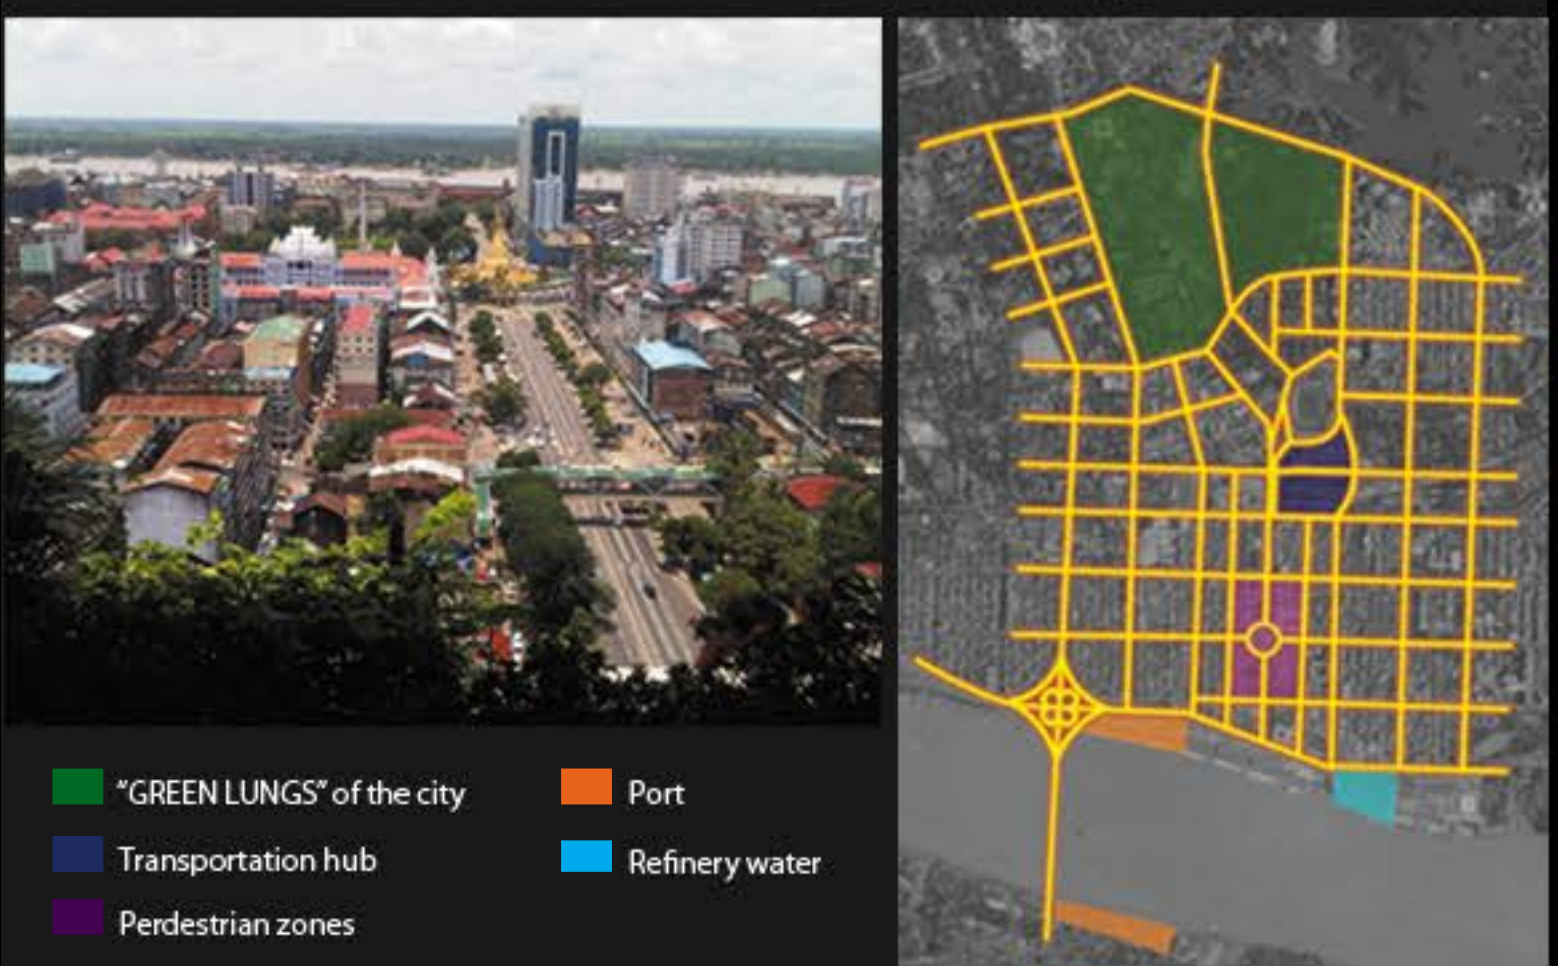 “GREEN LUNGS” of the city
Transportation hub
Perdestrian zones
Port
Refinery water